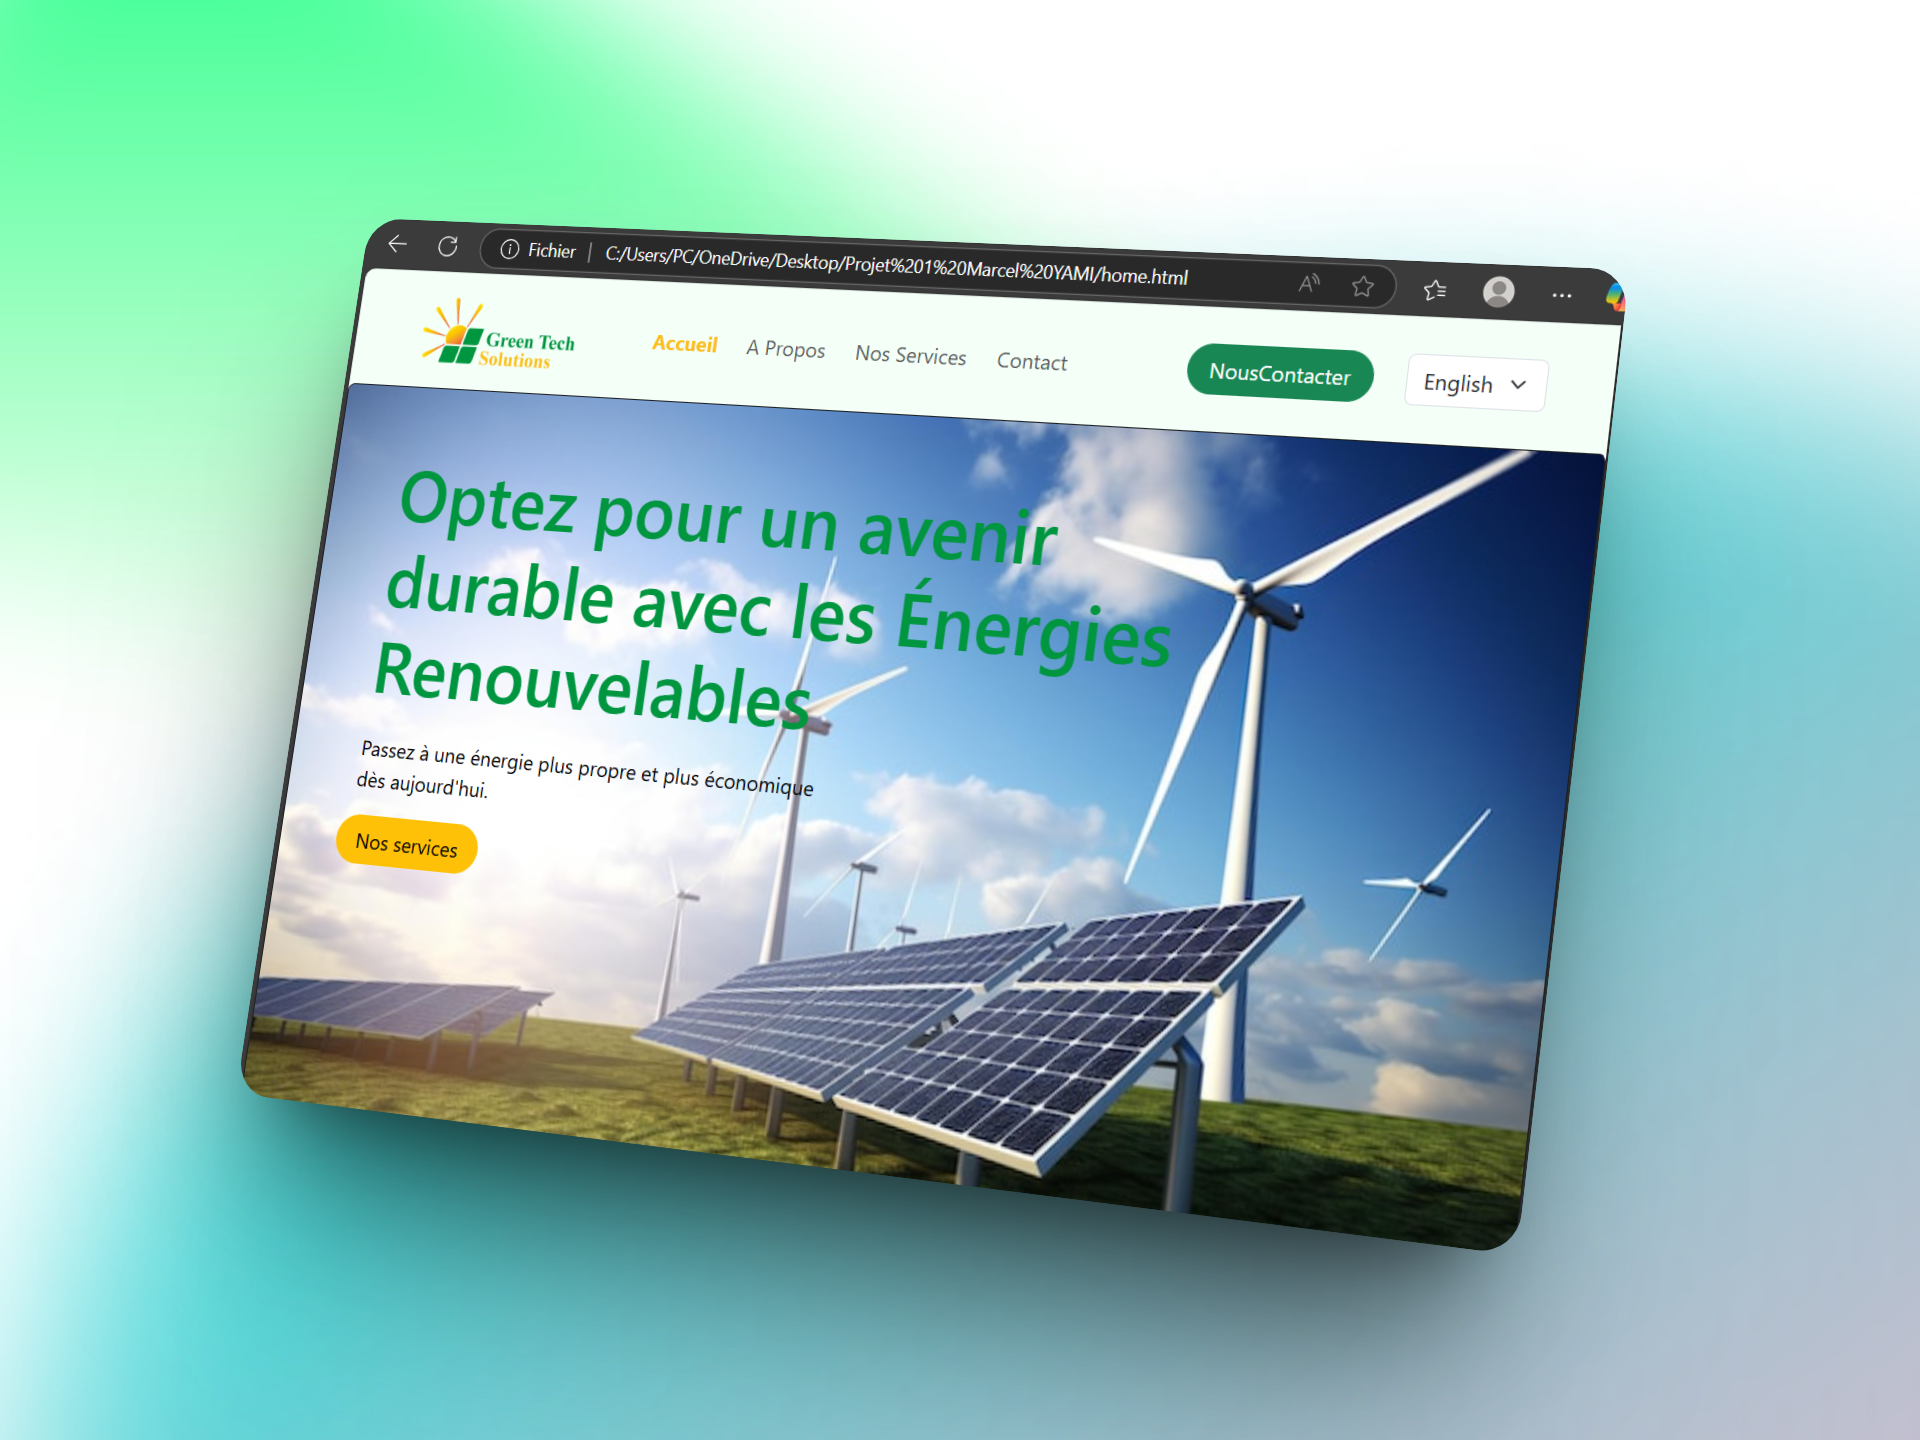 Fichier | C:/Users/PC/OneDrive/Desktop/Projet%201%20Marcel%20YAMI/home.html
Green Tech
Solutions
Accueil
A Propos
Nos Services
Contact
NousContacter
English
Optez pour un avenir
durable avec les Énergies
Renouvelables
Passez à une énergie plus propre et plus économique
dès aujourd'hui.
Nos services